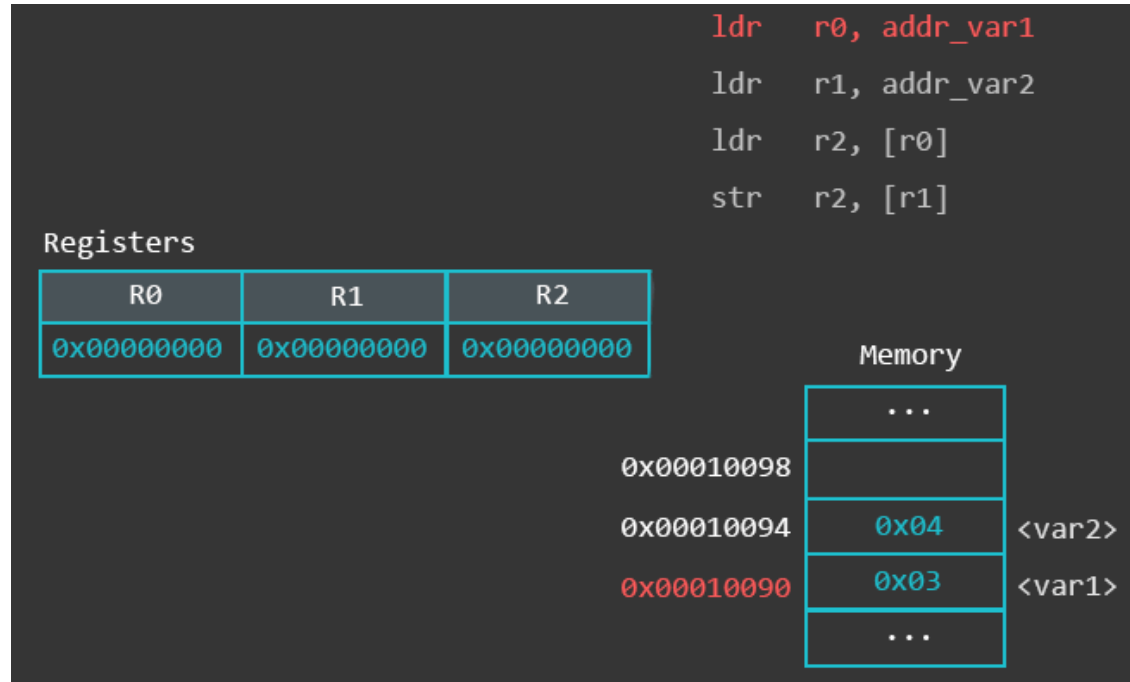 ldr r0, addr_var1
ldr r1, addr_var2
ldr r2, [r0]
str r2, [r1]
Registers
R0 R1 R2
0x00000000 0x00000000 0x00000000
Memory
...
0x00010098
0x00010094 0x04 <var2>
0x00010090 0x03 <var1>
...